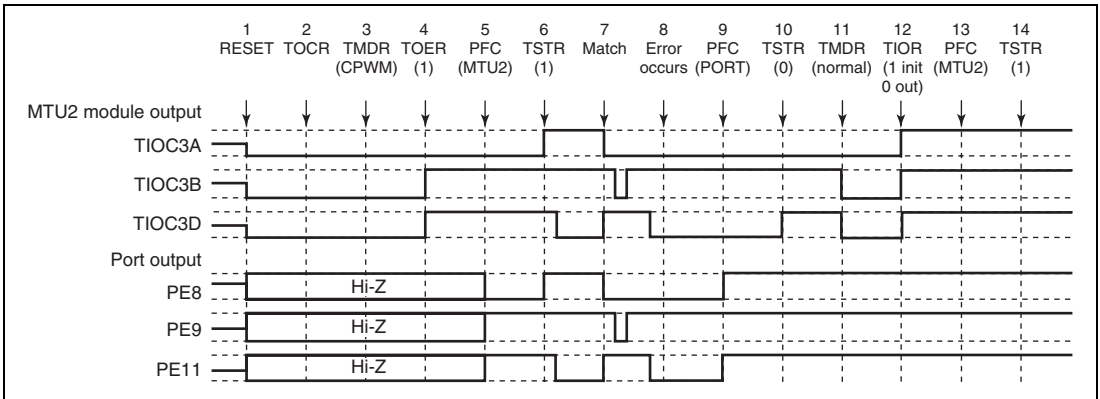 1 2 3 4 5 6 7 8 9 10 11 12 13 14
RESET TOCR TMDR TOER PFC TSTR Match Error PFC TSTR TMDR TIOR PFC TSTR
(CPWM) (1) (MTU2) (1) occurs (PORT) (0) (normal) (1 init (MTU2) (1)
0 out)
MTU2 module output
TIOC3A
TIOC3B
TIOC3D
Port output
PE8 Hi-Z
PE9 Hi-Z
PE11 Hi-Z